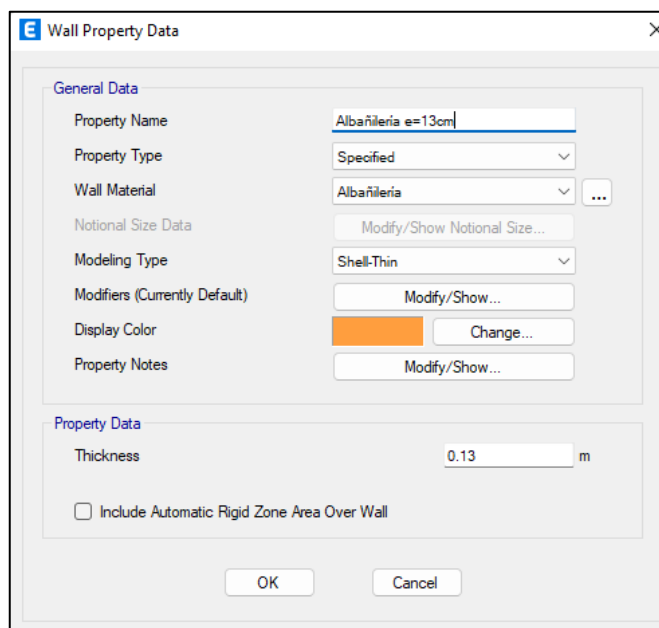 E Wall Property Data
General Data
Property Name Albañilería e=13cm
Property Type Specified
Wall Material Albañilería ...
Notional Size Data Modify/Show Notional Size...
Modeling Type Shell-Thin
Modifiers (Currently Default) Modify/Show...
Display Color Change...
Property Notes Modify/Show...
Property Data
Thickness 0.13 m
Include Automatic Rigid Zone Area Over Wall
OK Cancel